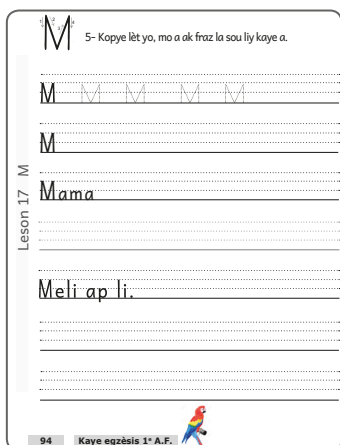 M 5- Kopye lèt yo, mo a ak fraz la sou liy kaye a.
M M M M M
M
Mama
Meli ap li.
Leson 17 M
94 Kaye egzèsis 1e A.F.